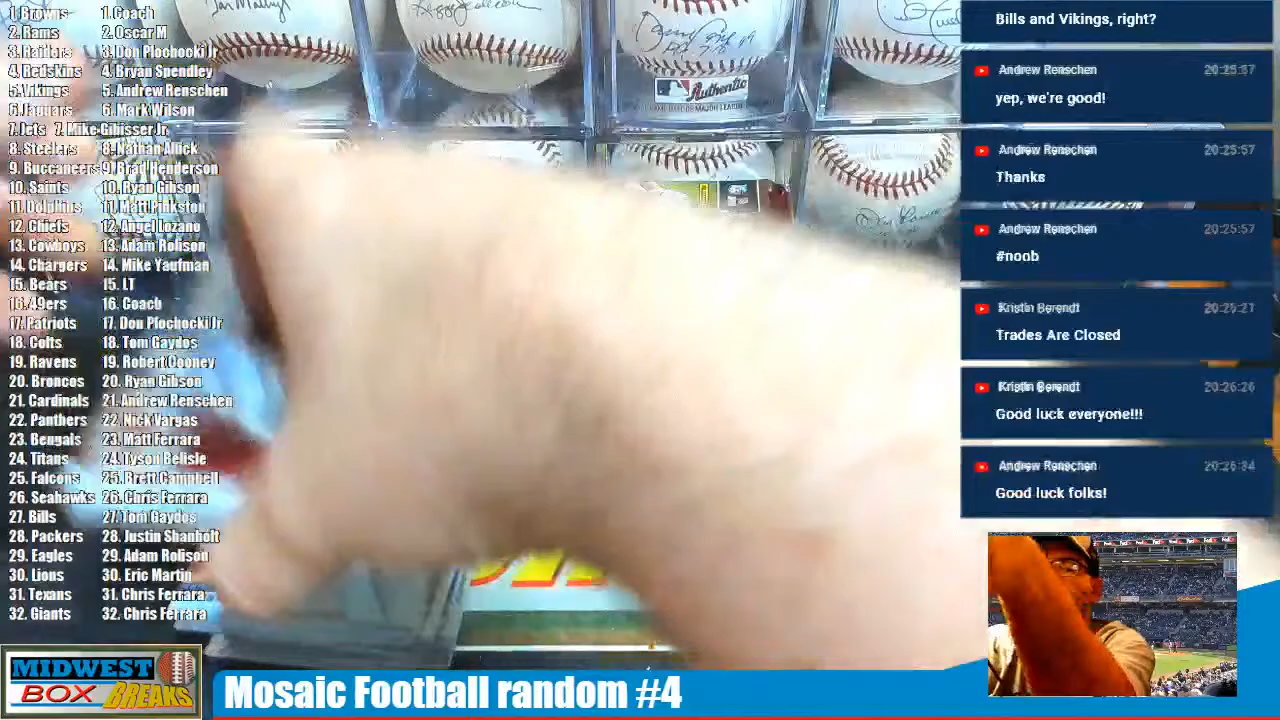 1. Browns 1. Coach
2. Rams 2. Oscar M
3. Raiders 3. Don Plochocki Jr
4. Redskins 4. Bryan Spendley
5. Vikings 5. Andrew Renschen
6. Jaguars 6. Mark Wilson
7. Jets 7. Mike Ghisser Jr
8. Steelers 8. Nathan Alick
9. Buccaneers 9. Brad Henderson
10. Saints 10. Ryan Gibson
11. Dolphins 11. Matt Pinkston
12. Chiefs 12. Angel Lozano
13. Cowboys 13. Adam Rolison
14. Chargers 14. Mike Yaufman
15. Bears 15. LT
16. 49ers 16. Coach
17. Patriots 17. Don Plochocki Jr
18. Colts 18. Tom Gaydos
19. Ravens 19. Robert Cooney
20. Broncos 20. Ryan Gibson
21. Cardinals 21. Andrew Renschen
22. Panthers 22. Nick Vargas
23. Bengals 23. Matt Ferrara
24. Titans 24. Tyson Belisle
25. Falcons 25. Brett Campbell
26. Seahawks 26. Chris Ferrara
27. Bills 27. Tom Gaydos
28. Packers 28. Justin Shanholt
29. Eagles 29. Adam Rolison
30. Lions 30. Eric Martin
31. Texans 31. Chris Ferrara
32. Giants 32. Chris Ferrara
MIDWEST
BOX BREAKS
Mosaic Football random #4
Authentic
Bills and Vikings, right?
Andrew Renschen 20:25:57
yep, we're good!
Andrew Renschen 20:25:57
Thanks
Andrew Renschen 20:25:57
#noob
Kristin Berendt
Trades Are Closed
Kristin Berendt 20:26:26
Good luck everyone!!!
Andrew Renschen
Good luck folks!